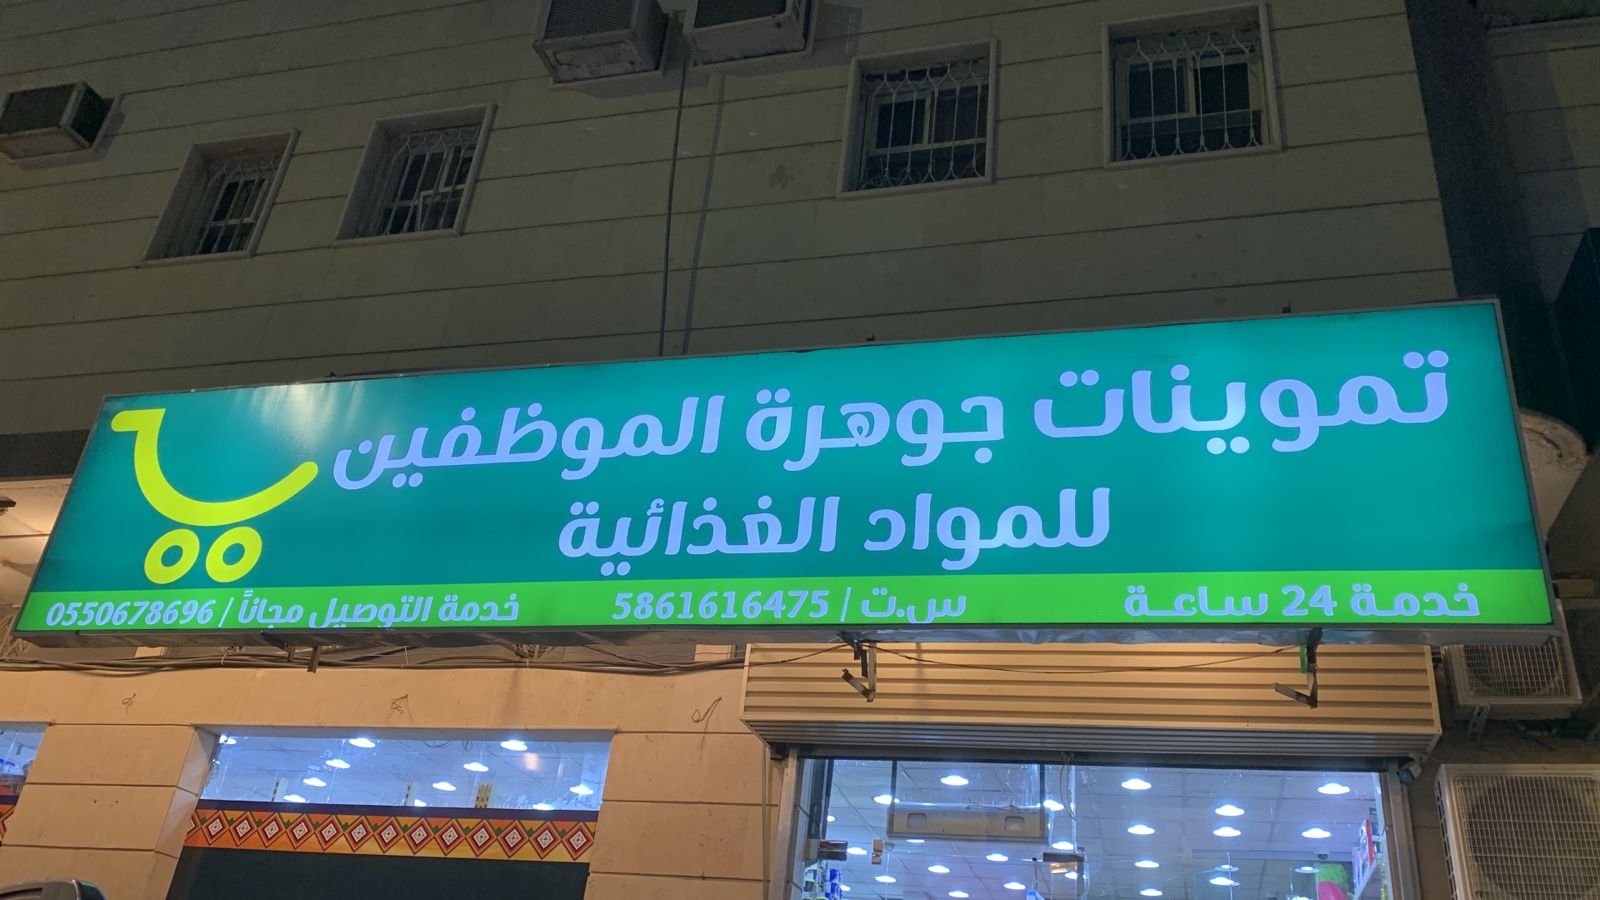 تموينات جوهرة الموظفين
للمواد الغذائية
خدمة 24 ساعة
س.ت / 5861616475
خدمة التوصيل مجاناً / 0550678696